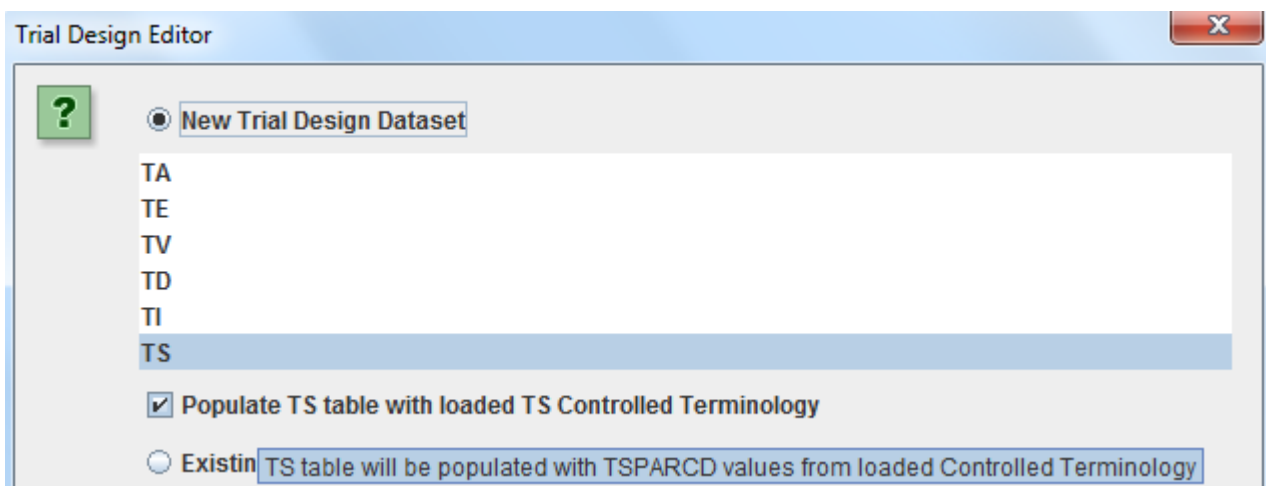 Trial Design Editor
?
New Trial Design Dataset
TA
TE
TV
TD
TI
TS
Populate TS table with loaded TS Controlled Terminology
Existin
TS table will be populated with TSPARCD values from loaded Controlled Terminology